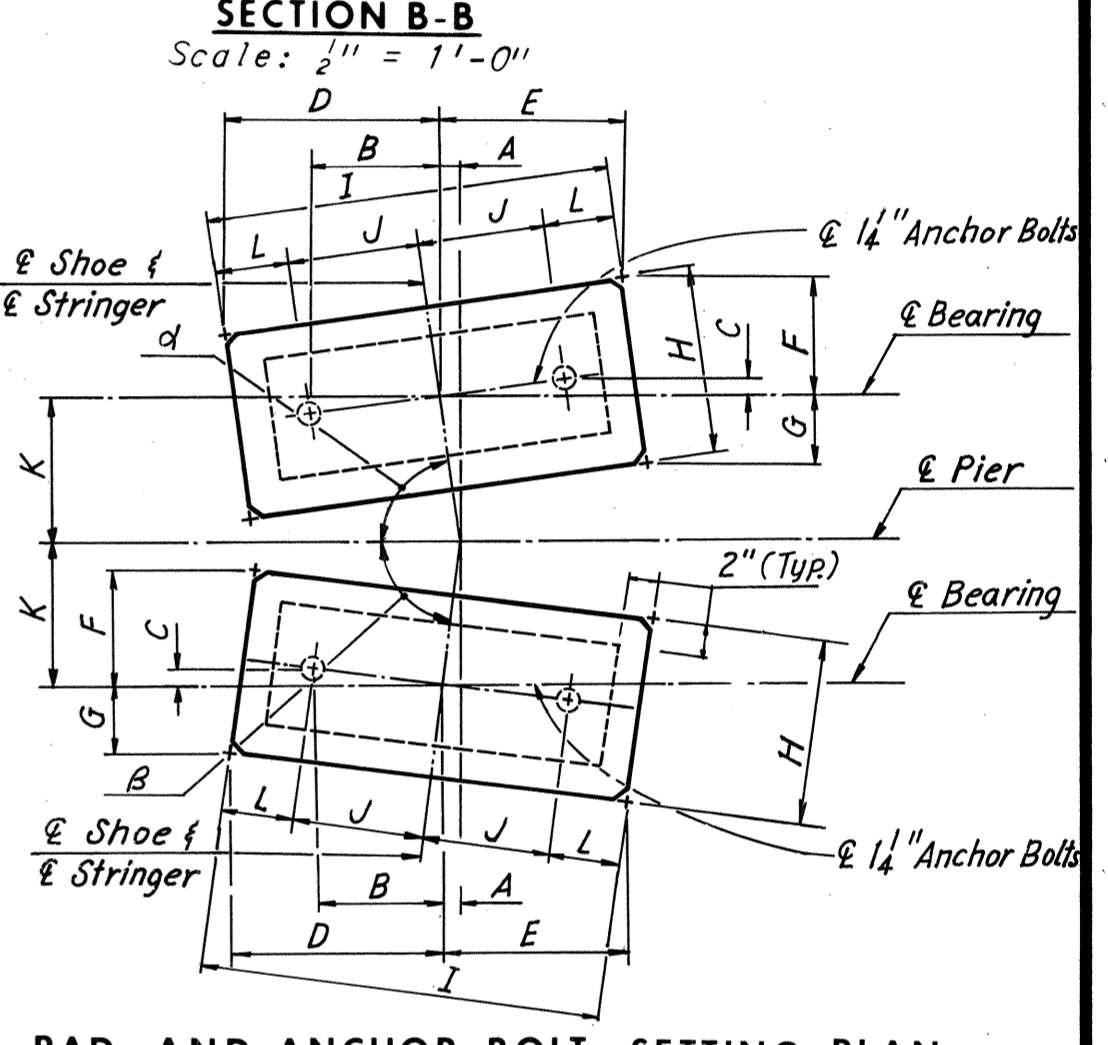 SECTION B-B
Scale: 1/2" = 1'-0"
D
E
B
A
I
L
J
J
L
℄ 1 1/4" Anchor Bolts
℄ Shoe &
℄ Stringer
α
H
C
F
G
℄ Bearing
K
℄ Pier
K
2" (Typ.)
℄ Bearing
F
C
G
H
β
L
J
J
L
℄ Shoe &
℄ Stringer
℄ 1 1/4" Anchor Bolts
B
A
D
E
I
PAD AND ANCHOR BOLT SETTING PLAN